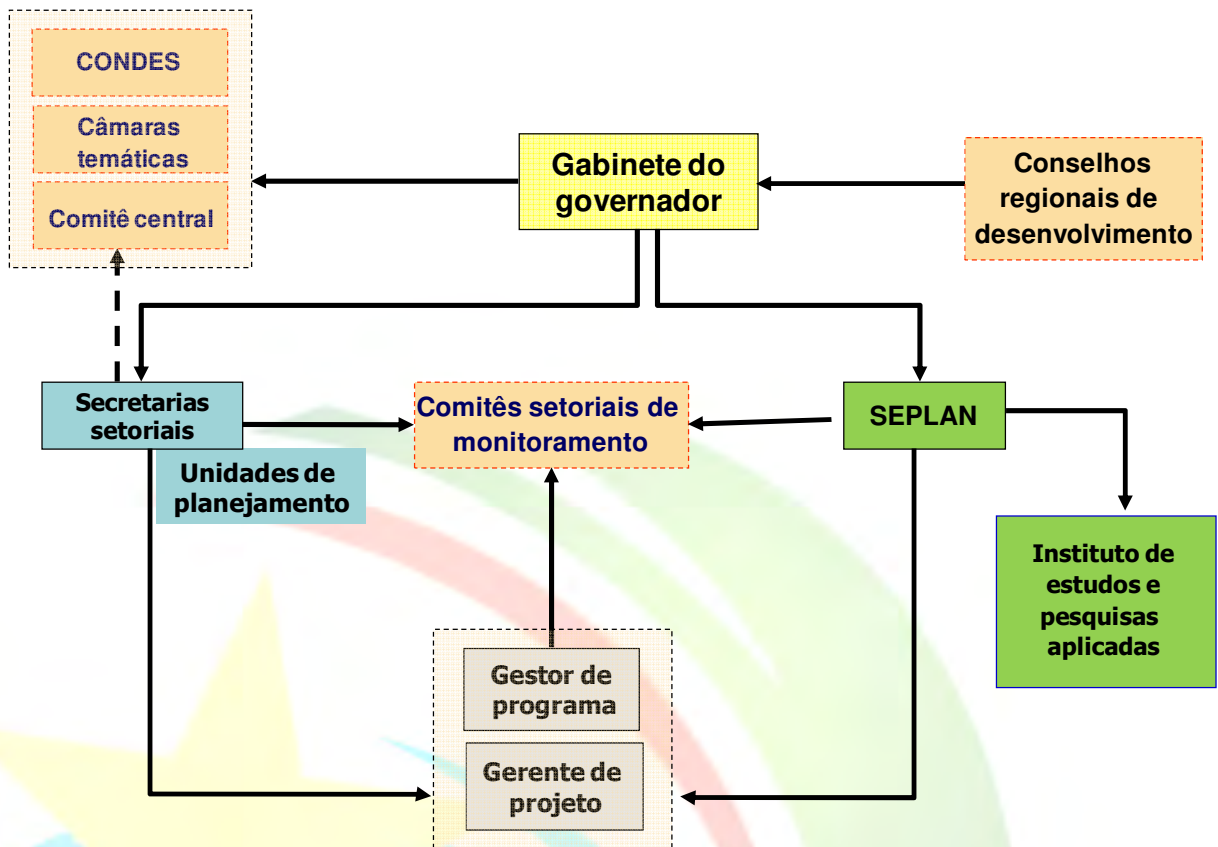 CONDES
Câmaras
temáticas
Comitê central
Gabinete do
governador
Conselhos
regionais de
desenvolvimento
Secretarias
setoriais
Unidades de
planejamento
Comitês setoriais de
monitoramento
SEPLAN
Instituto de
estudos e
pesquisas
aplicadas
Gestor de
programa
Gerente de
projeto